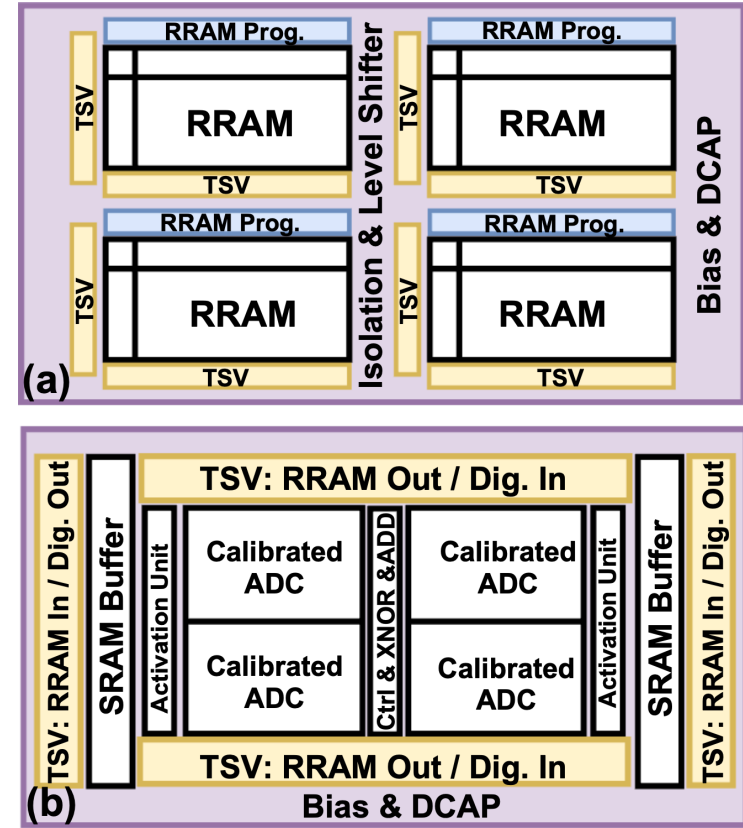 RRAM Prog.
RRAM Prog.
TSV
RRAM
TSV
RRAM
TSV
TSV
Isolation & Level Shifter
Bias & DCAP
RRAM Prog.
RRAM Prog.
TSV
RRAM
TSV
RRAM
TSV
TSV
(a)
TSV: RRAM In / Dig. Out
SRAM Buffer
TSV: RRAM Out / Dig. In
Activation Unit
Calibrated
ADC
Calibrated
ADC
Ctrl & XNOR &ADD
Calibrated
ADC
Calibrated
ADC
Activation Unit
SRAM Buffer
TSV: RRAM In / Dig. Out
TSV: RRAM Out / Dig. In
(b)
Bias & DCAP